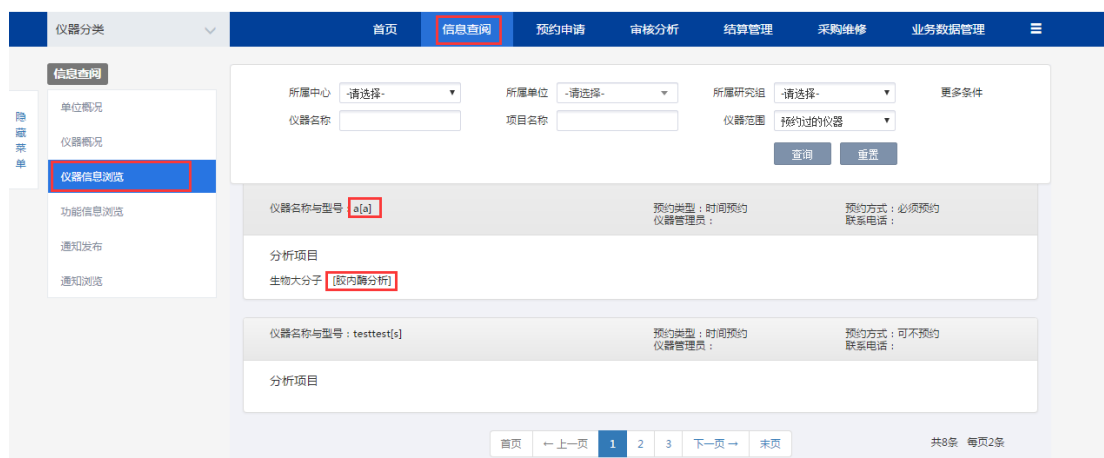 仪器分类 首页 信息查阅 预约申请 审核分析 结算管理 采购维修 业务数据管理
信息查阅
隐藏菜单
单位概况
仪器概况
仪器信息浏览
功能信息浏览
通知发布
通知浏览
所属中心 -请选择- 所属单位 -请选择- 所属研究组 -请选择- 更多条件
仪器名称 项目名称 仪器范围 预约过的仪器
查询 重置
仪器名称与型号：a[a] 预约类型：时间预约 预约方式：必须预约
仪器管理员： 联系电话：
分析项目
生物大分子 [胶内酶分析]
仪器名称与型号：testtest[s] 预约类型：时间预约 预约方式：可不预约
仪器管理员： 联系电话：
分析项目
首页 ←上一页 1 2 3 下一页→ 末页 共8条 每页2条